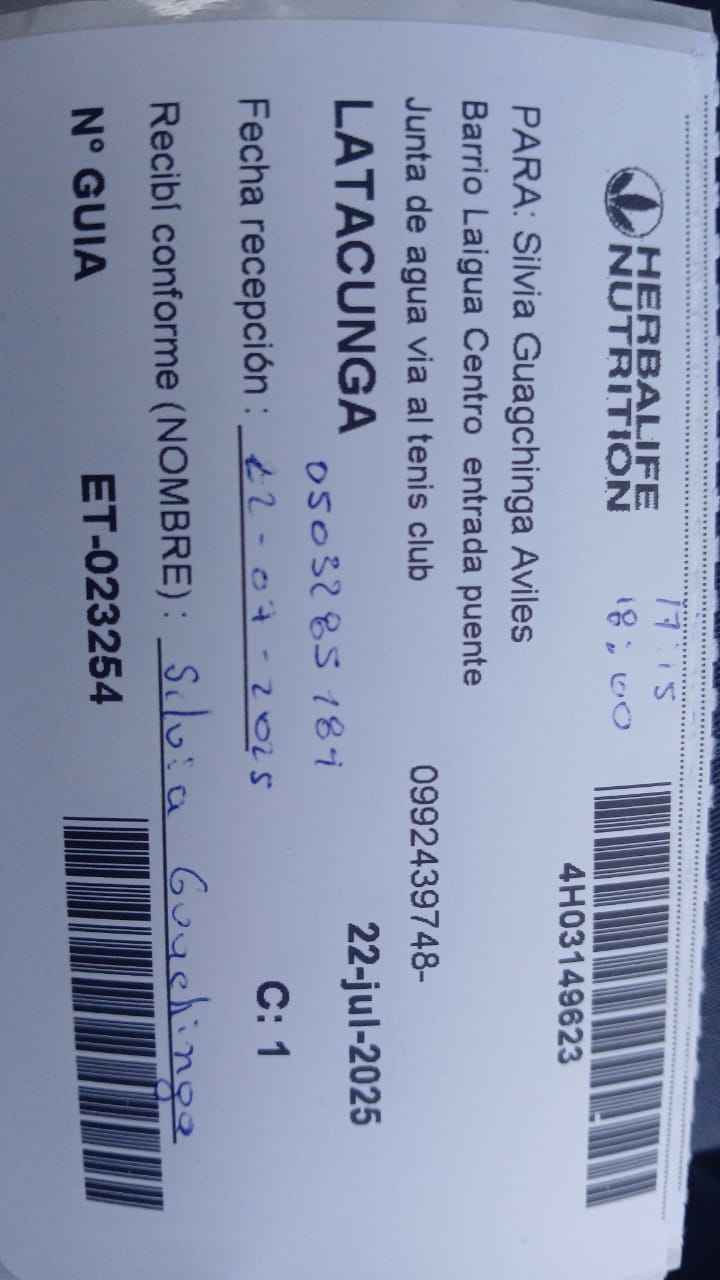 HERBALIFE
NUTRITION
17:15
18:00
4H03149623
PARA: Silvia Guagchinga Aviles
Barrio Laigua Centro entrada puente
Junta de agua via al tenis club
0992439748-
LATACUNGA
22-jul-2025
0503285184
Fecha recepción : 22-07-2025
C: 1
Recibí conforme (NOMBRE) : Silvia Guachinga
N° GUIA ET-023254